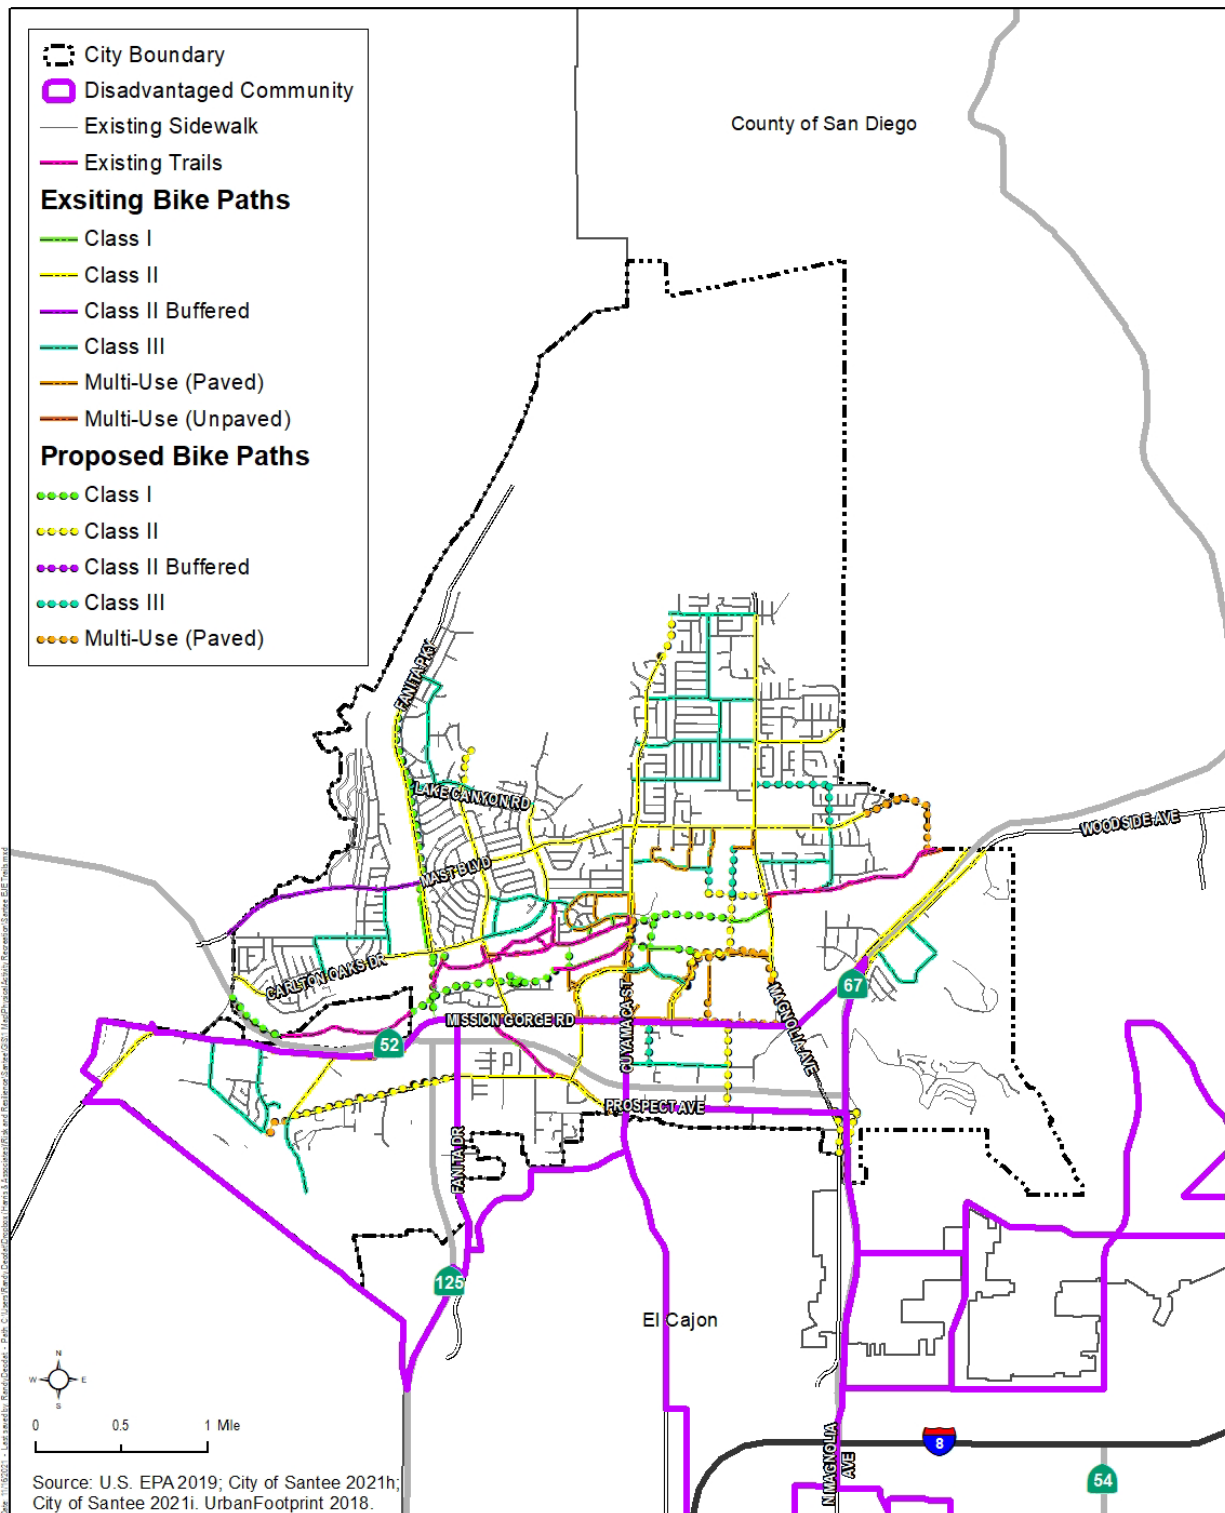 City Boundary
Disadvantaged Community
Existing Sidewalk
Existing Trails
Exsiting Bike Paths
Class I
Class II
Class II Buffered
Class III
Multi-Use (Paved)
Multi-Use (Unpaved)
Proposed Bike Paths
Class I
Class II
Class II Buffered
Class III
Multi-Use (Paved)
County of San Diego
FANITA PKY
LAKE CANYON RD
WOODSIDE AVE
MAST BLVD
CARLTON OAKS DR
67
MAGNOLIA AVE
MISSION GORGE RD
CUYAMACA ST
52
PROSPECT AVE
FANITA DR
125
El Cajon
N
W E
S
0 0.5 1 Mile
N MAGNOLIA
AVE
8
54
Source: U.S. EPA 2019; City of Santee 2021h;
City of Santee 2021i. UrbanFootprint 2018.